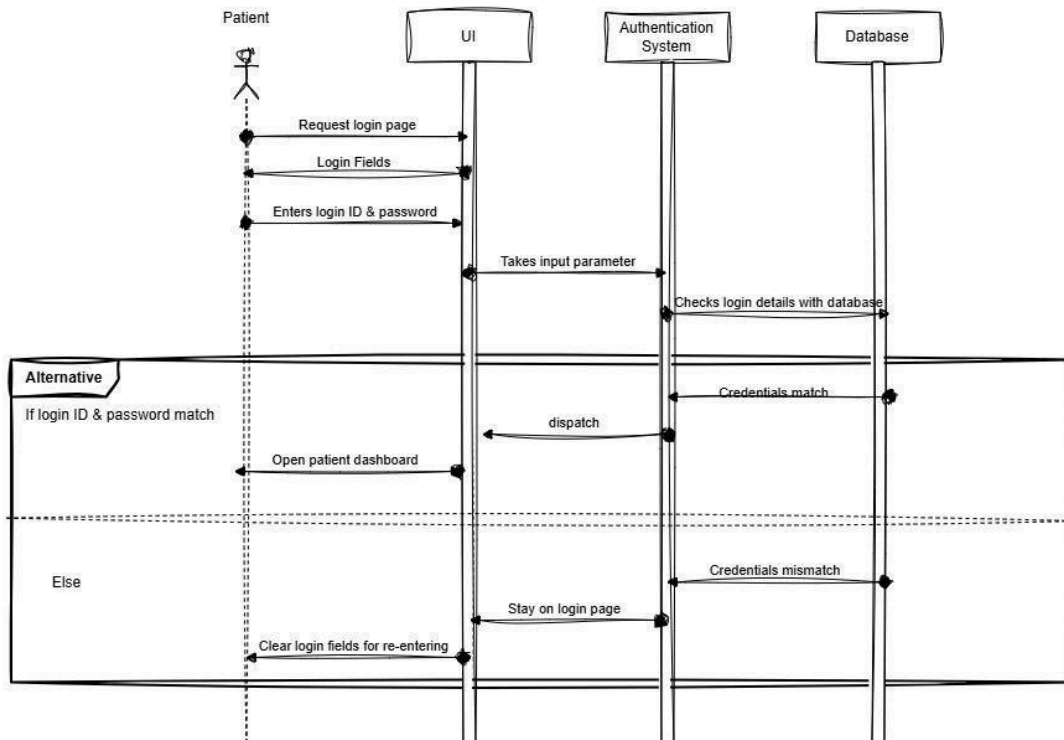 Patient
UI
Authentication
System
Database
Request login page
Login Fields
Enters login ID & password
Takes input parameter
Checks login details with database
Alternative
If login ID & password match
Credentials match
dispatch
Open patient dashboard
Else
Credentials mismatch
Stay on login page
Clear login fields for re-entering